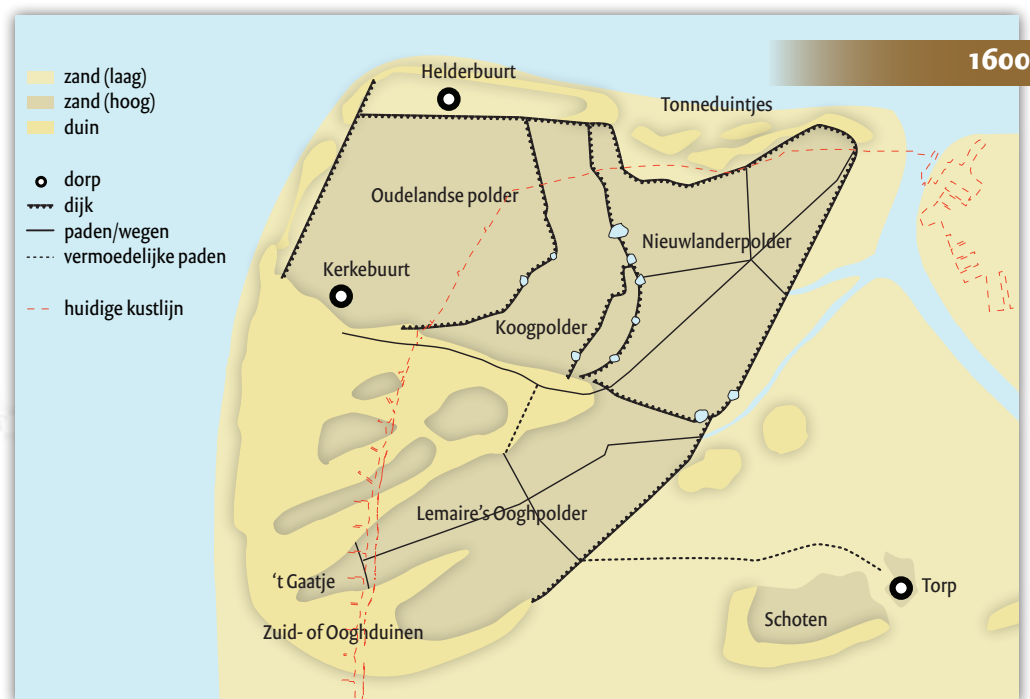 1600
zand (laag)
zand (hoog)
duin
dorp
dijk
paden/wegen
vermoedelijke paden
huidige kustlijn
Helderbuurt
Tonneduintjes
Oudelandse polder
Nieuwlanderpolder
Kerkebuurt
Koogpolder
Lemaire's Ooghpolder
't Gaatje
Zuid- of Ooghduinen
Torp
Schoten